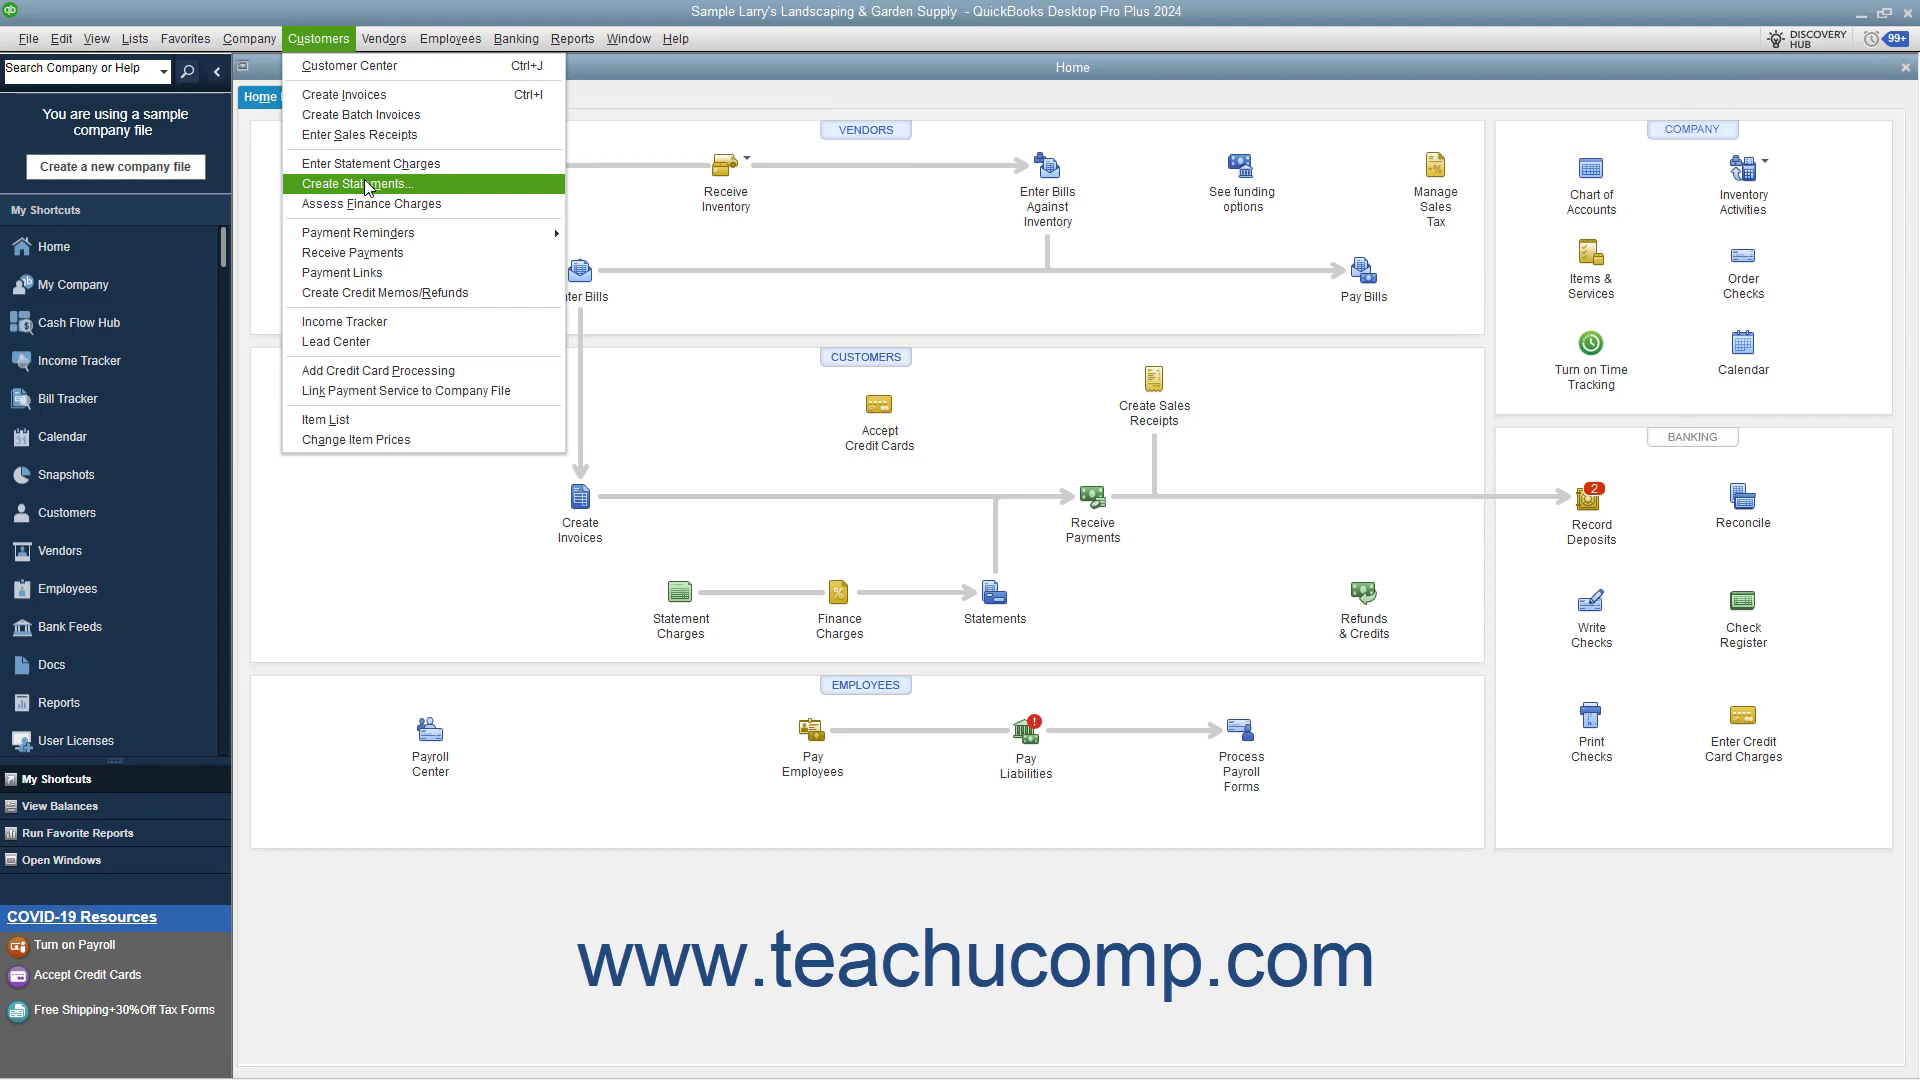 Sample Larry's Landscaping & Garden Supply - QuickBooks Desktop Pro Plus 2024
File Edit View Lists Favorites Company Customers Vendors Employees Banking Reports Window Help
DISCOVERY
HUB
99+
Search Company or Help
You are using a sample
company file
Create a new company file
My Shortcuts
Home
My Company
Cash Flow Hub
Income Tracker
Bill Tracker
Calendar
Snapshots
Customers
Vendors
Employees
Bank Feeds
Docs
Reports
User Licenses
My Shortcuts
View Balances
Run Favorite Reports
Open Windows
COVID-19 Resources
Turn on Payroll
Accept Credit Cards
Free Shipping+30%Off Tax Forms
Customer Center Ctrl+J
Create Invoices Ctrl+I
Create Batch Invoices
Enter Sales Receipts
Enter Statement Charges
Create Statements...
Assess Finance Charges
Payment Reminders
Receive Payments
Payment Links
Create Credit Memos/Refunds
Income Tracker
Lead Center
Add Credit Card Processing
Link Payment Service to Company File
Item List
Change Item Prices
Home
Home
VENDORS
Receive
Inventory
Enter Bills
Against
Inventory
See funding
options
Manage
Sales
Tax
ter Bills
Pay Bills
CUSTOMERS
Accept
Credit Cards
Create Sales
Receipts
Create
Invoices
Receive
Payments
Statement
Charges
Finance
Charges
Statements
Refunds
& Credits
EMPLOYEES
Payroll
Center
Pay
Employees
Pay
Liabilities
Process
Payroll
Forms
COMPANY
Chart of
Accounts
Inventory
Activities
Items &
Services
Order
Checks
Turn on Time
Tracking
Calendar
BANKING
2
Record
Deposits
Reconcile
Write
Checks
Check
Register
Print
Checks
Enter Credit
Card Charges
www.teachucomp.com